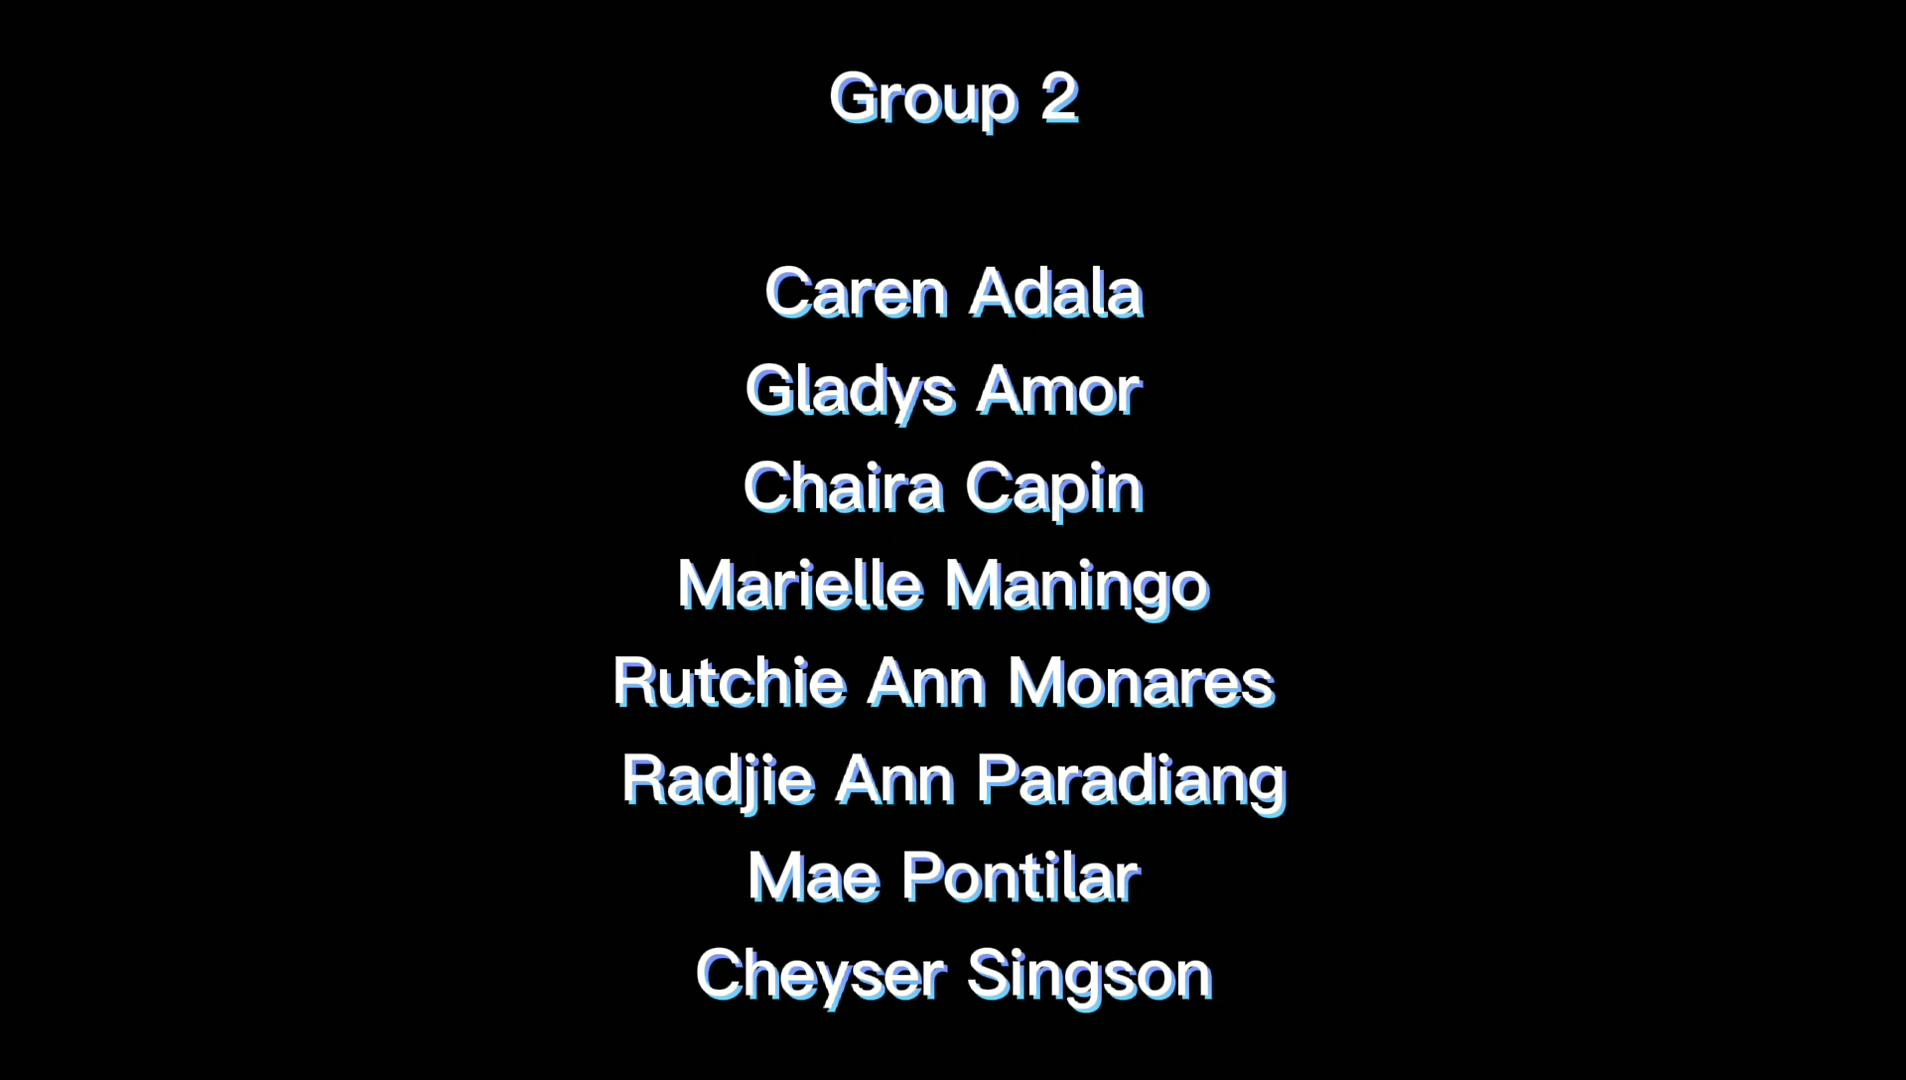 Group 2
Caren Adala
Gladys Amor
Chaira Capin
Marielle Maningo
Rutchie Ann Monares
Radjie Ann Paradiang
Mae Pontilar
Cheyser Singson